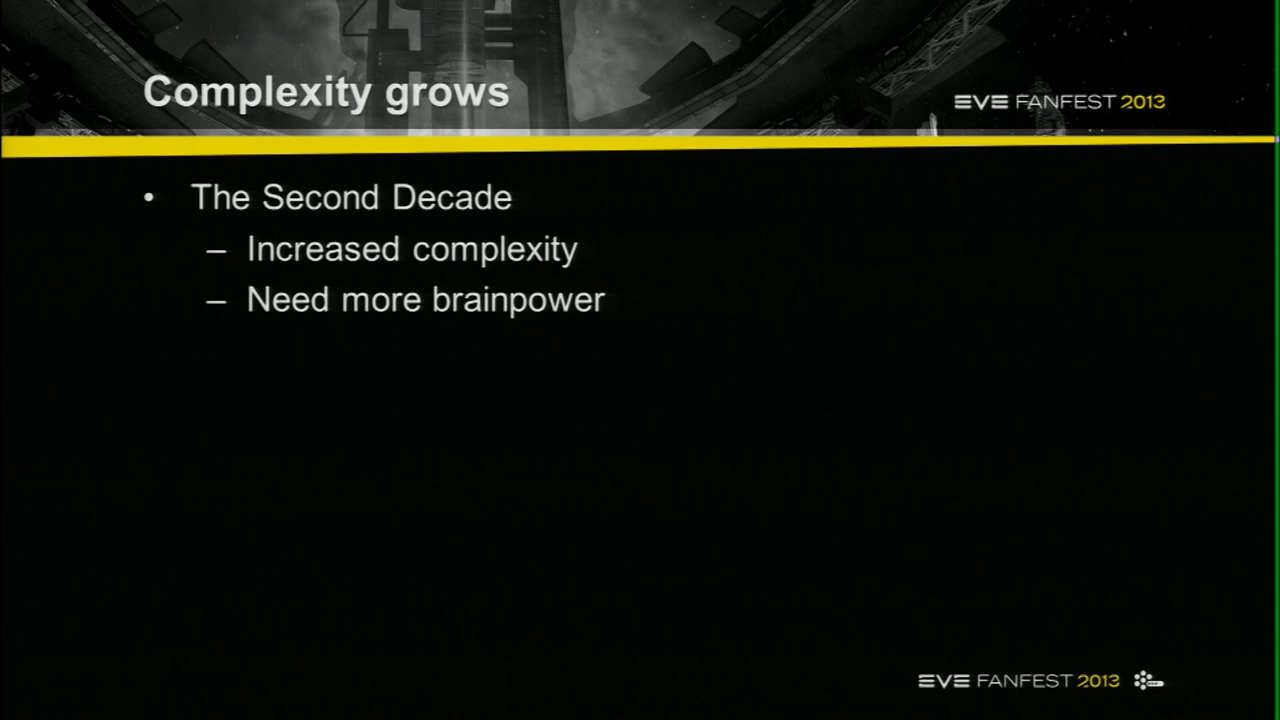 Complexity grows
EVE FANFEST 2013
• The Second Decade
– Increased complexity
– Need more brainpower
EVE FANFEST 2013